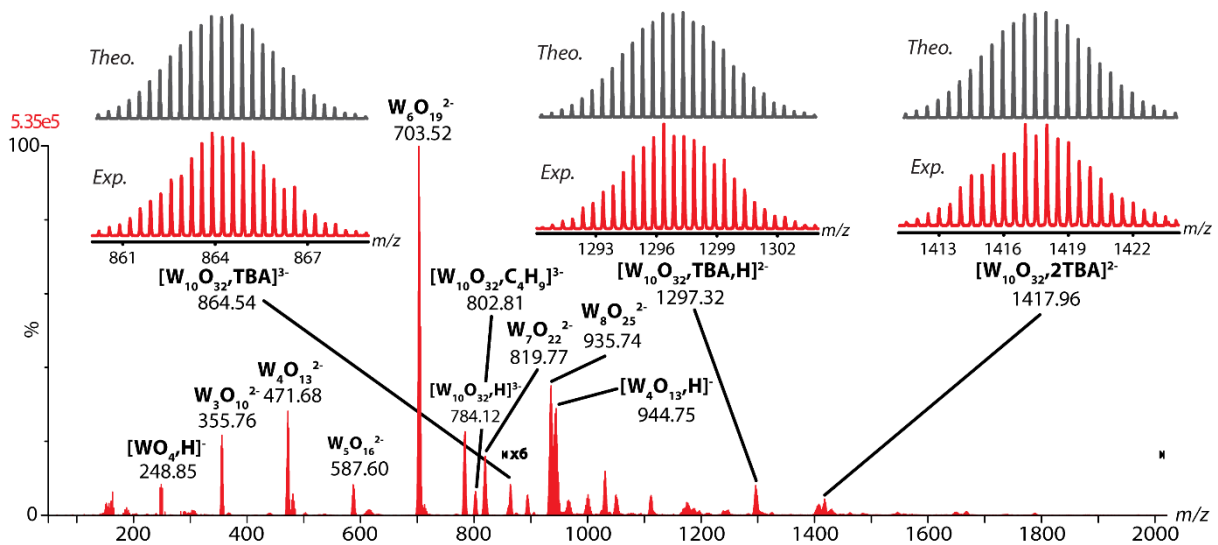 Theo. Theo. Theo.
5.35e5
W₆O₁₉²⁻
703.52
100
Exp. Exp. Exp.
861 864 867 m/z
1293 1296 1299 1302 m/z
1413 1416 1419 1422 m/z
[W₁₀O₃₂,TBA]³⁻
864.54
[W₁₀O₃₂,C₄H₉]³⁻
802.81
[W₁₀O₃₂,TBA,H]²⁻
1297.32
[W₁₀O₃₂,2TBA]²⁻
1417.96
W₇O₂₂²⁻
819.77
W₈O₂₅²⁻
935.74
%
W₄O₁₃²⁻
471.68
W₃O₁₀²⁻
355.76
[W₁₀O₃₂,H]³⁻
784.12
[W₄O₁₃,H]⁻
944.75
[WO₄,H]⁻
248.85
W₅O₁₆²⁻
587.60
x6
0
200 400 600 800 1000 1200 1400 1600 1800 2000 m/z